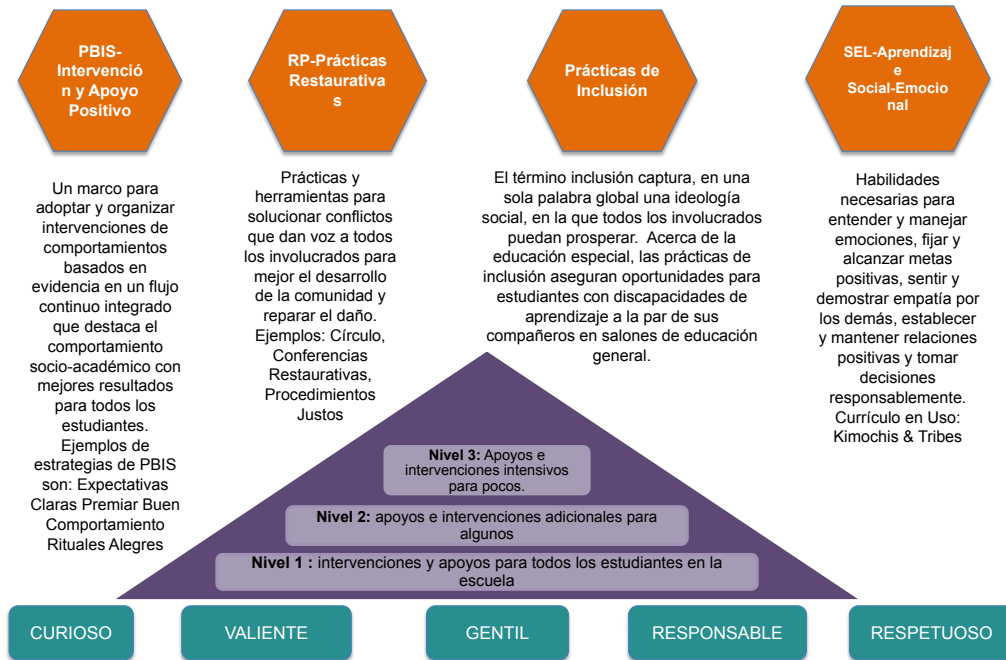 PBIS-
Intervenció
n y Apoyo
Positivo
RP-Prácticas
Restaurativa
s
Prácticas de
Inclusión
SEL-Aprendizaj
e
Social-Emocio
nal
Un marco para
adoptar y organizar
intervenciones de
comportamientos
basados en
evidencia en un flujo
continuo integrado
que destaca el
comportamiento
socio-académico con
mejores resultados
para todos los
estudiantes.
Ejemplos de
estrategias de PBIS
son: Expectativas
Claras Premiar Buen
Comportamiento
Rituales Alegres
Prácticas y
herramientas para
solucionar conflictos
que dan voz a todos
los involucrados para
mejor el desarrollo
de la comunidad y
reparar el daño.
Ejemplos: Círculo,
Conferencias
Restaurativas,
Procedimientos
Justos
El término inclusión captura, en una
sola palabra global una ideología
social, en la que todos los involucrados
puedan prosperar.  Acerca de la
educación especial, las prácticas de
inclusión aseguran oportunidades para
estudiantes con discapacidades de
aprendizaje a la par de sus
compañeros en salones de educación
general.
Habilidades
necesarias para
entender y manejar
emociones, fijar y
alcanzar metas
positivas, sentir y
demostrar empatía por
los demás, establecer
y mantener relaciones
positivas y tomar
decisiones
responsablemente.
Currículo en Uso:
Kimochis & Tribes
Nivel 3: Apoyos e
intervenciones intensivos
para pocos.
Nivel 2: apoyos e intervenciones adicionales para
algunos
Nivel 1 : intervenciones y apoyos para todos los estudiantes en la
escuela
CURIOSO
VALIENTE
GENTIL
RESPONSABLE
RESPETUOSO